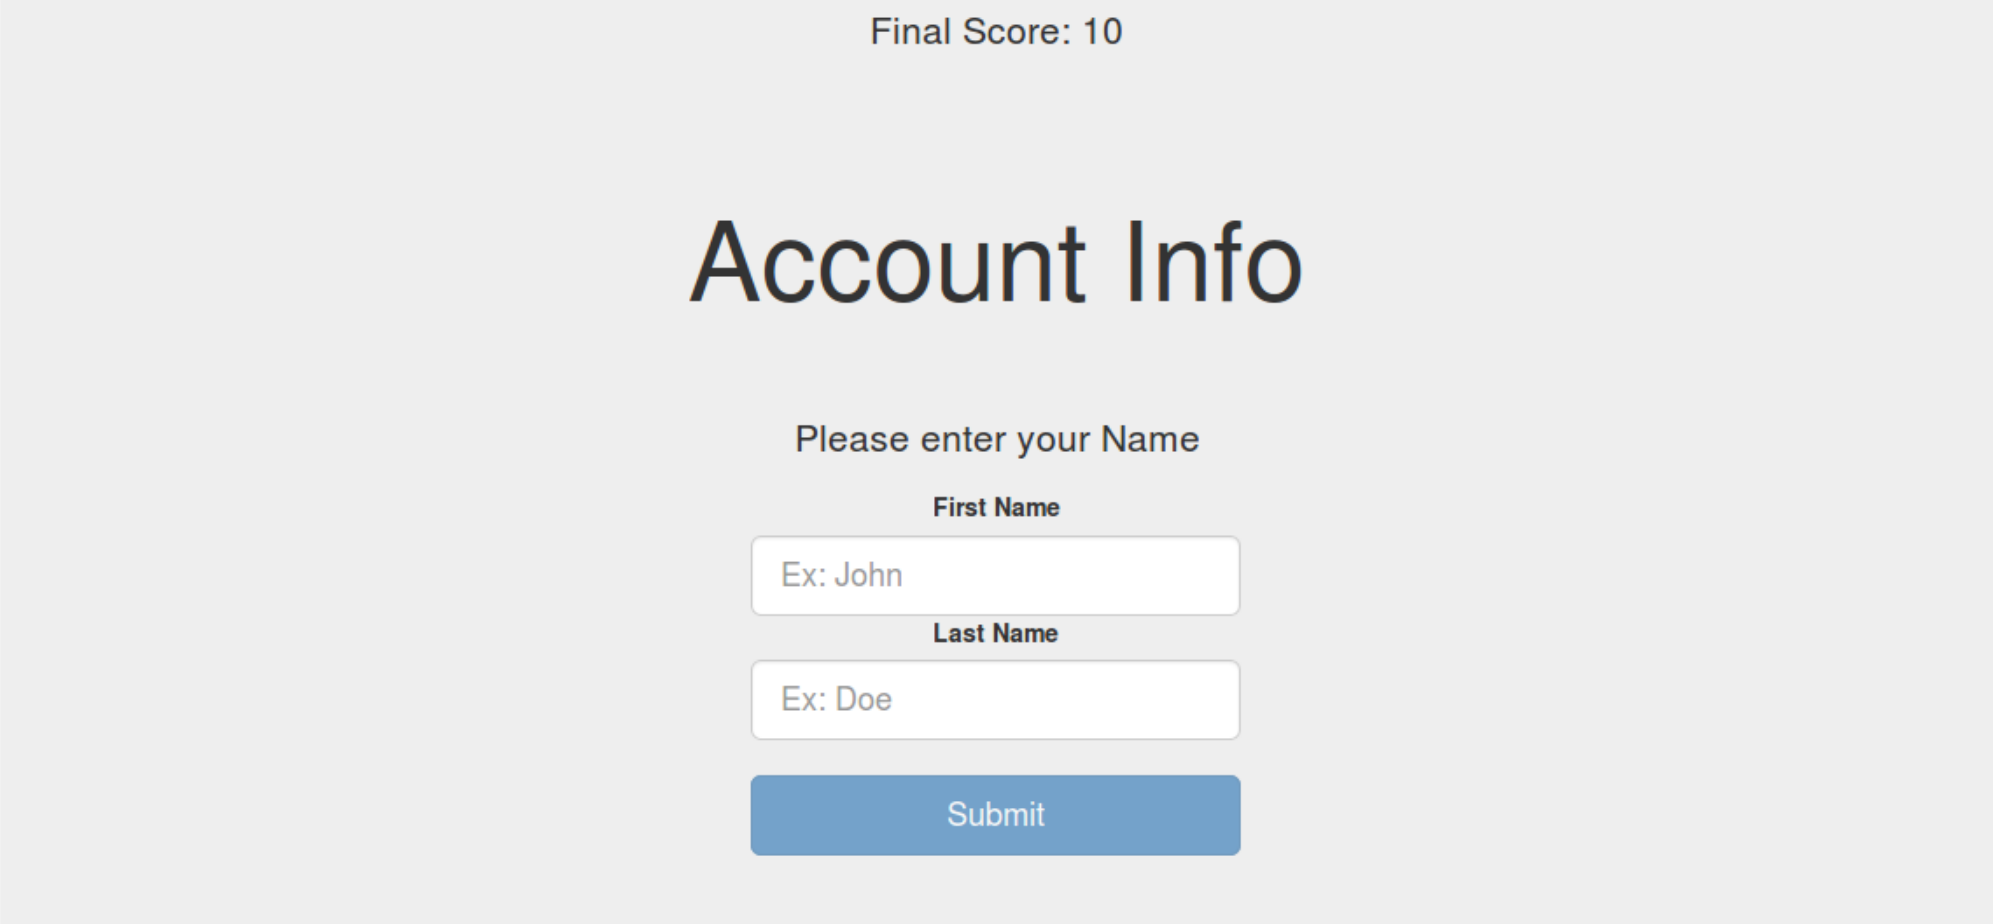 Final Score: 10
Account Info
Please enter your Name
First Name
Ex: John
Last Name
Ex: Doe
Submit